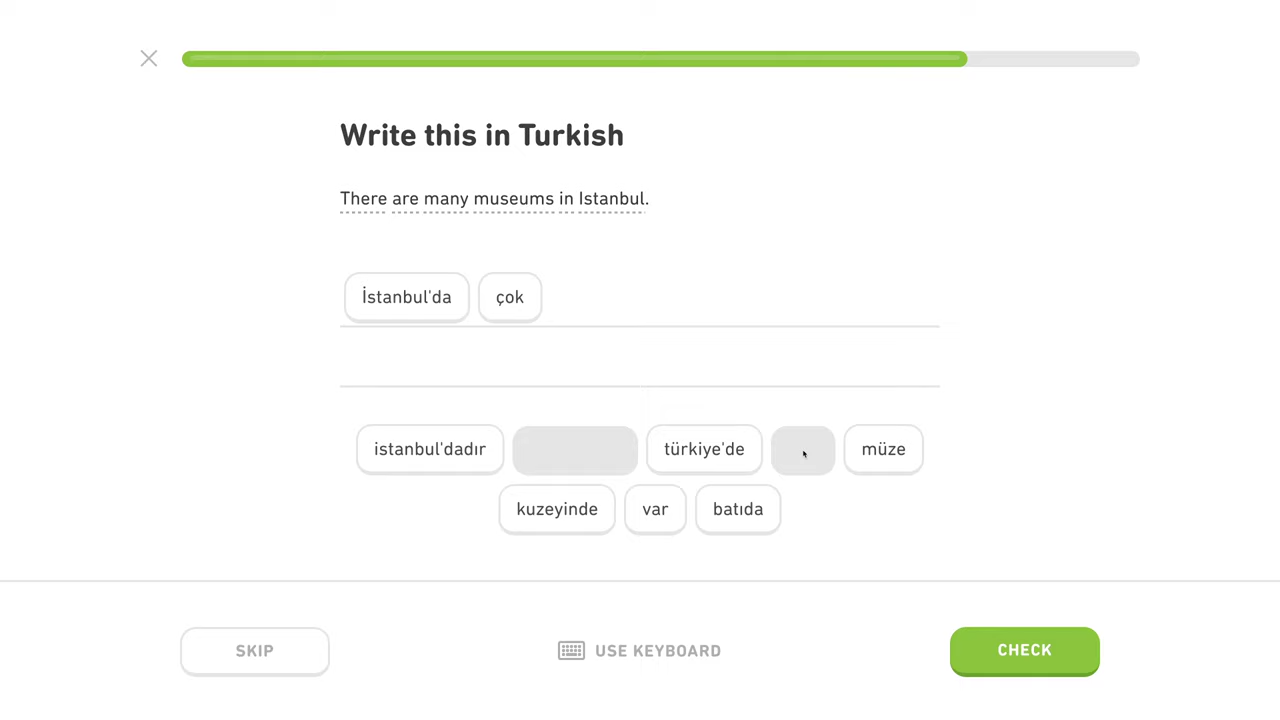 Write this in Turkish
There are many museums in Istanbul.
İstanbul'da çok
istanbul'dadır türkiye'de müze
kuzeyinde var batıda
SKIP USE KEYBOARD CHECK